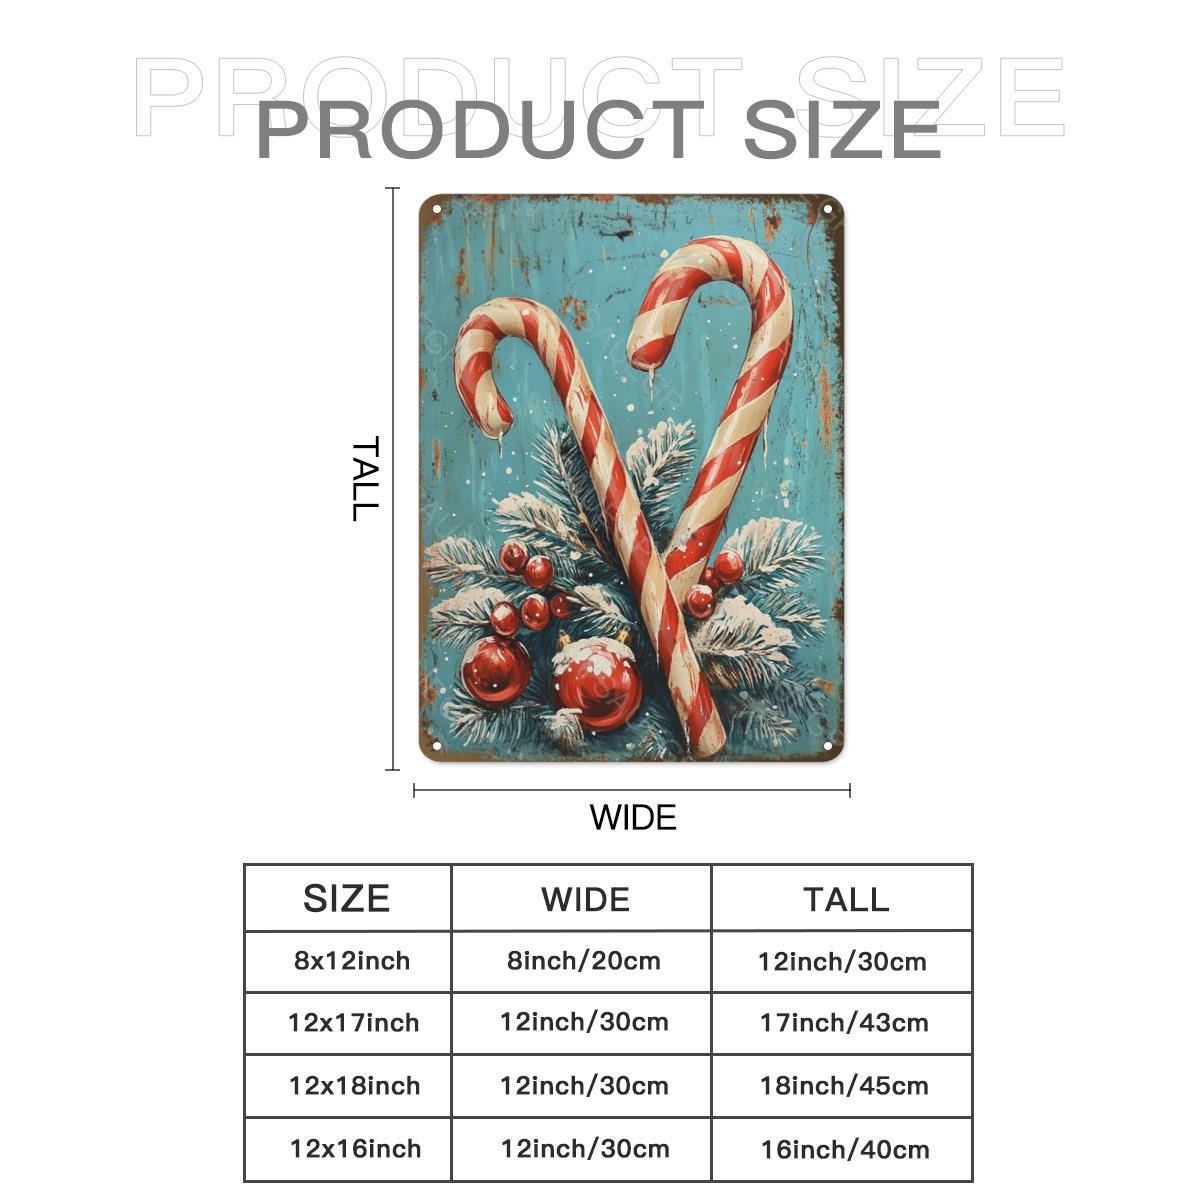 PRODUCT SIZE
PRODUCT SIZE
TALL
WIDE
SIZE WIDE TALL
8x12inch 8inch/20cm 12inch/30cm
12x17inch 12inch/30cm 17inch/43cm
12x18inch 12inch/30cm 18inch/45cm
12x16inch 12inch/30cm 16inch/40cm